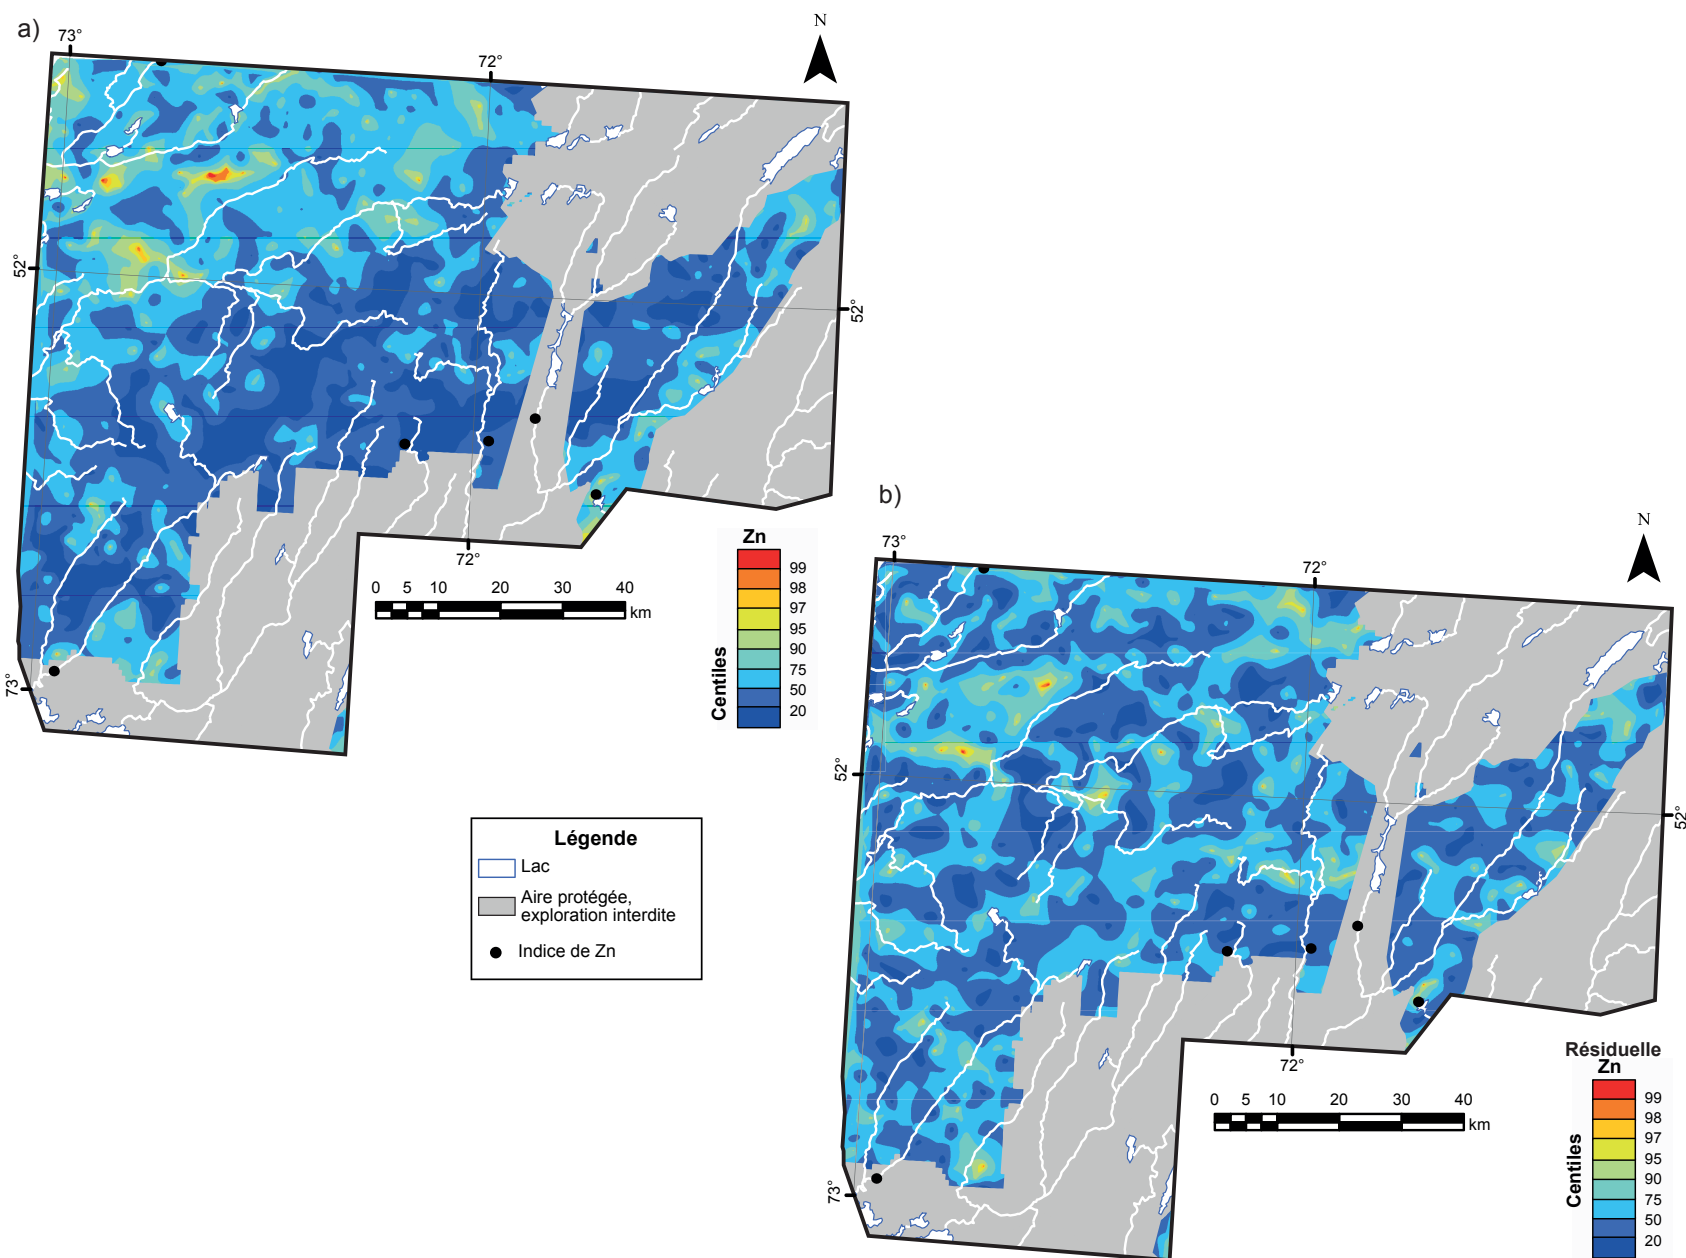 a)
N
73°
72°
52°
52°
72°
73°
Zn
99
98
97
95
90
75
50
20
Centiles
0 5 10 20 30 40
km
Légende
Lac
Aire protégée,
exploration interdite
Indice de Zn
b)
N
73°
72°
52°
52°
72°
73°
Résiduelle
Zn
99
98
97
95
90
75
50
20
Centiles
0 5 10 20 30 40
km